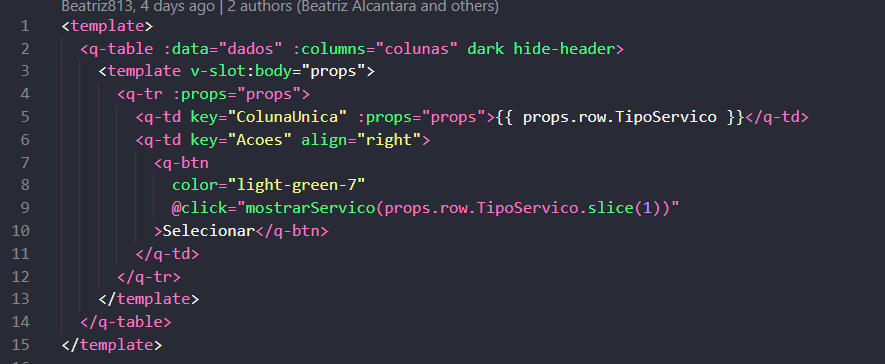 Beatriz813, 4 days ago | 2 authors (Beatriz Alcantara and others)
1 <template>
2 <q-table :data="dados" :columns="colunas" dark hide-header>
3 <template v-slot:body="props">
4 <q-tr :props="props">
5 <q-td key="ColunaUnica" :props="props">{{ props.row.TipoServico }}</q-td>
6 <q-td key="Acoes" align="right">
7 <q-btn
8 color="light-green-7"
9 @click="mostrarServico(props.row.TipoServico.slice(1))"
10 >Selecionar</q-btn>
11 </q-td>
12 </q-tr>
13 </template>
14 </q-table>
15 </template>